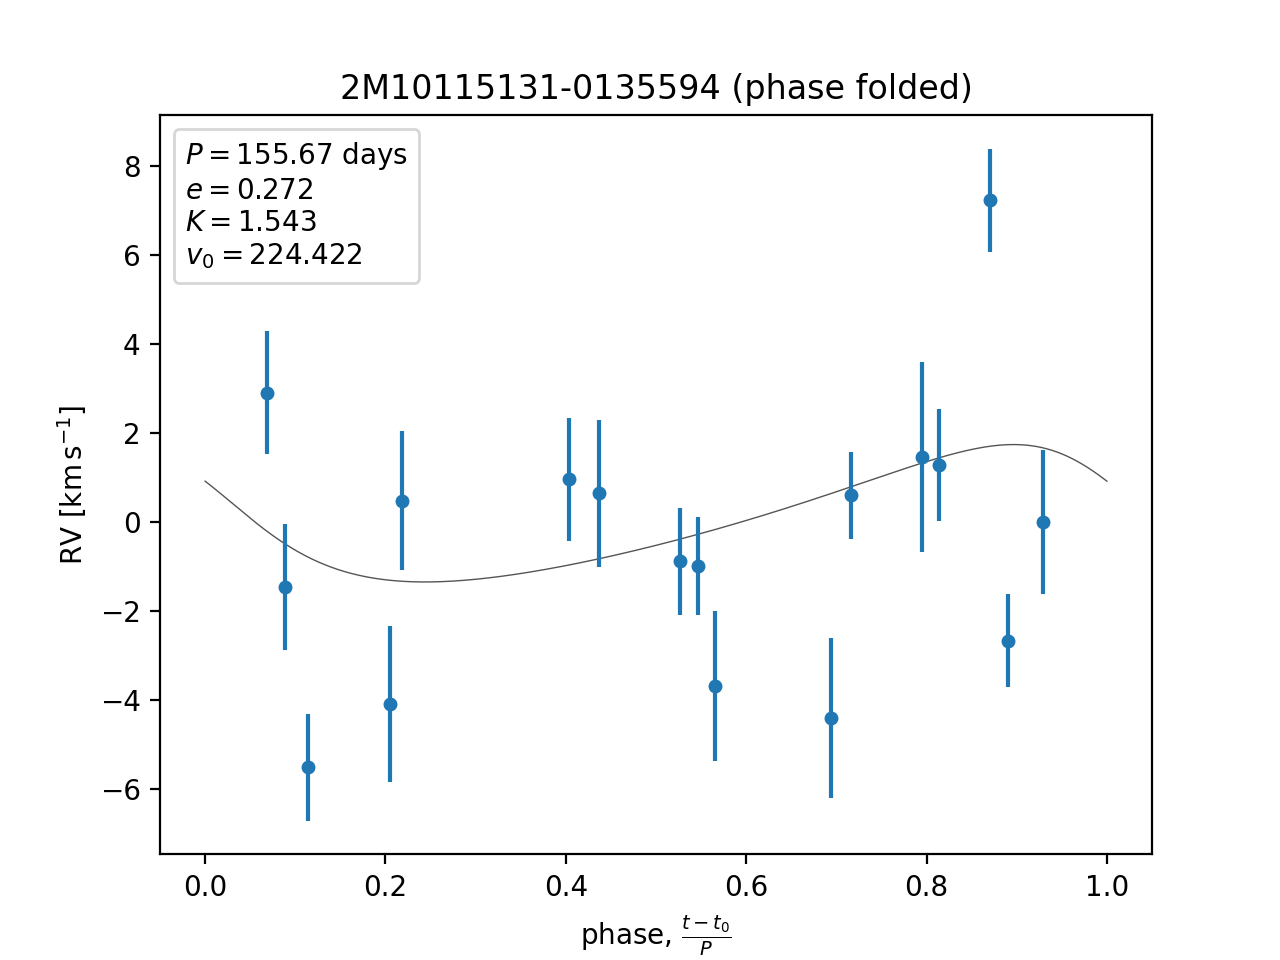 2M10115131-0135594 (phase folded)
P = 155.67 days
e = 0.272
K = 1.543
v₀ = 224.422
RV [km s⁻¹]
8
6
4
2
0
−2
−4
−6
0.0 0.2 0.4 0.6 0.8 1.0
phase, (t − t₀)/P